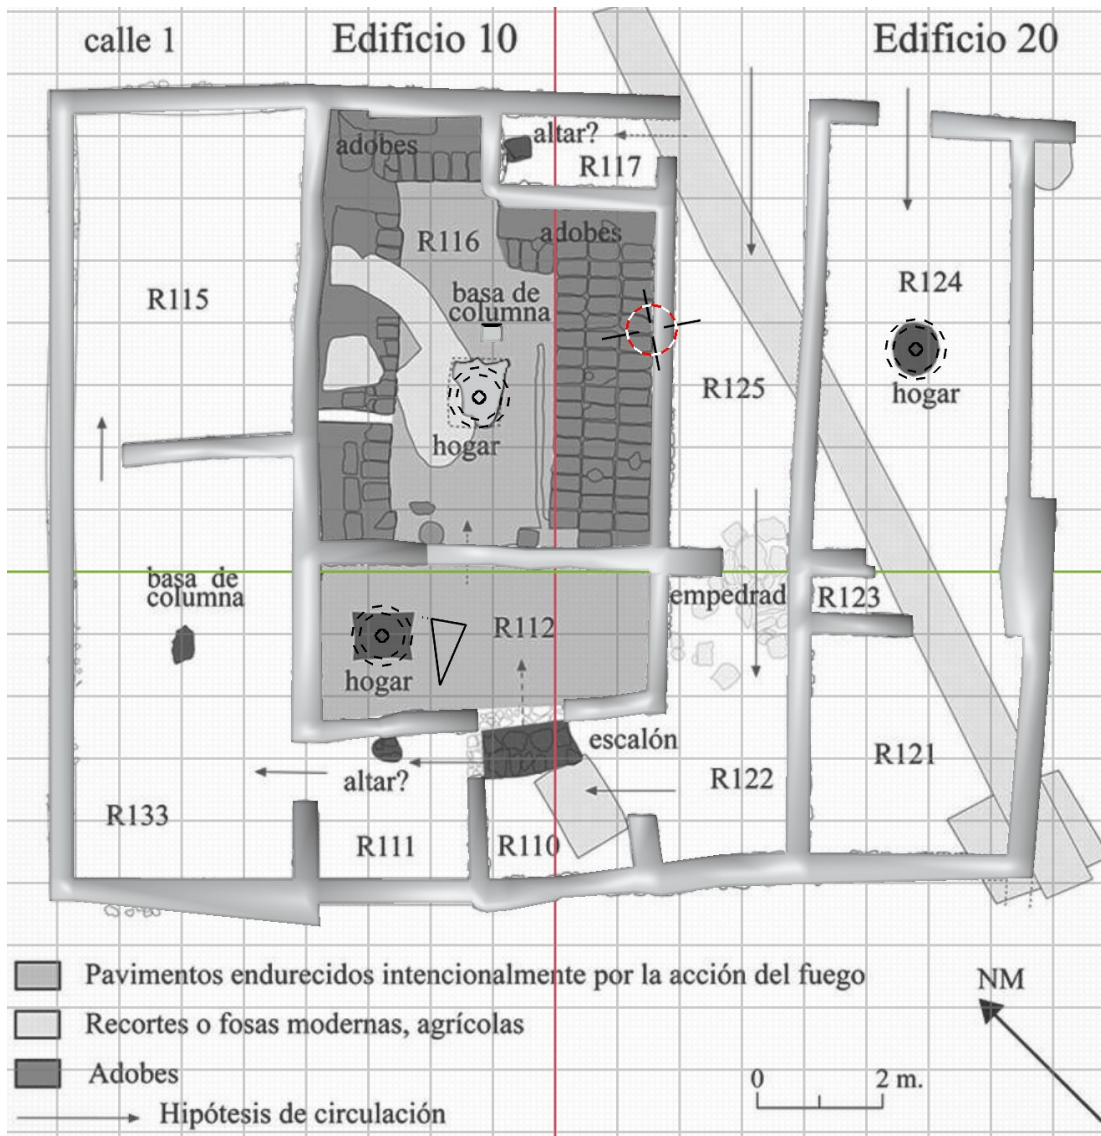 calle 1
Edificio 10
Edificio 20
adobes
altar?
R117
adobes
R116
R115
basa de
columna
R124
R125
hogar
hogar
basa de
columna
empedrad
R123
R112
hogar
escalón
altar?
R122
R121
R133
R111
R110
Pavimentos endurecidos intencionalmente por la acción del fuego
NM
Recortes o fosas modernas, agrícolas
Adobes
0 2 m.
Hipótesis de circulación